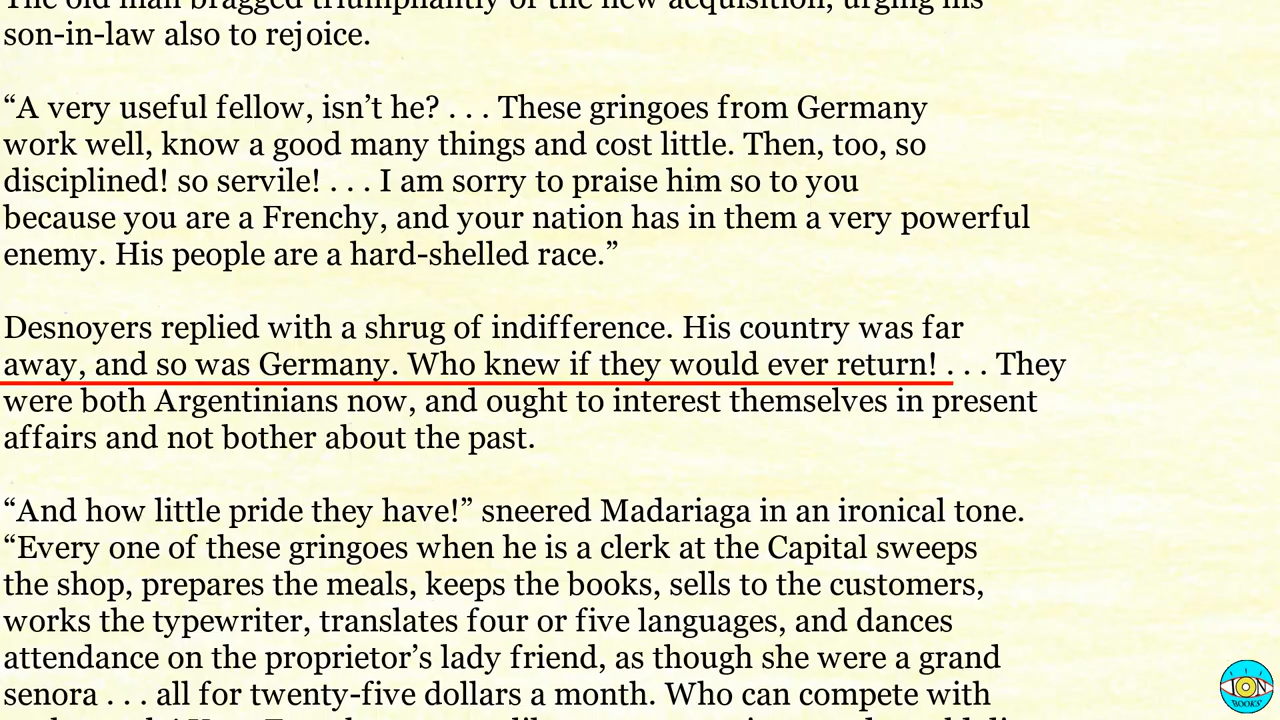 son-in-law also to rejoice.
“A very useful fellow, isn’t he? . . . These gringoes from Germany
work well, know a good many things and cost little. Then, too, so
disciplined! so servile! . . . I am sorry to praise him so to you
because you are a Frenchy, and your nation has in them a very powerful
enemy. His people are a hard-shelled race.”
Desnoyers replied with a shrug of indifference. His country was far
away, and so was Germany. Who knew if they would ever return! . . . They
were both Argentinians now, and ought to interest themselves in present
affairs and not bother about the past.
“And how little pride they have!” sneered Madariaga in an ironical tone.
“Every one of these gringoes when he is a clerk at the Capital sweeps
the shop, prepares the meals, keeps the books, sells to the customers,
works the typewriter, translates four or five languages, and dances
attendance on the proprietor’s lady friend, as though she were a grand
senora . . . all for twenty-five dollars a month. Who can compete with
ION
BOOKS